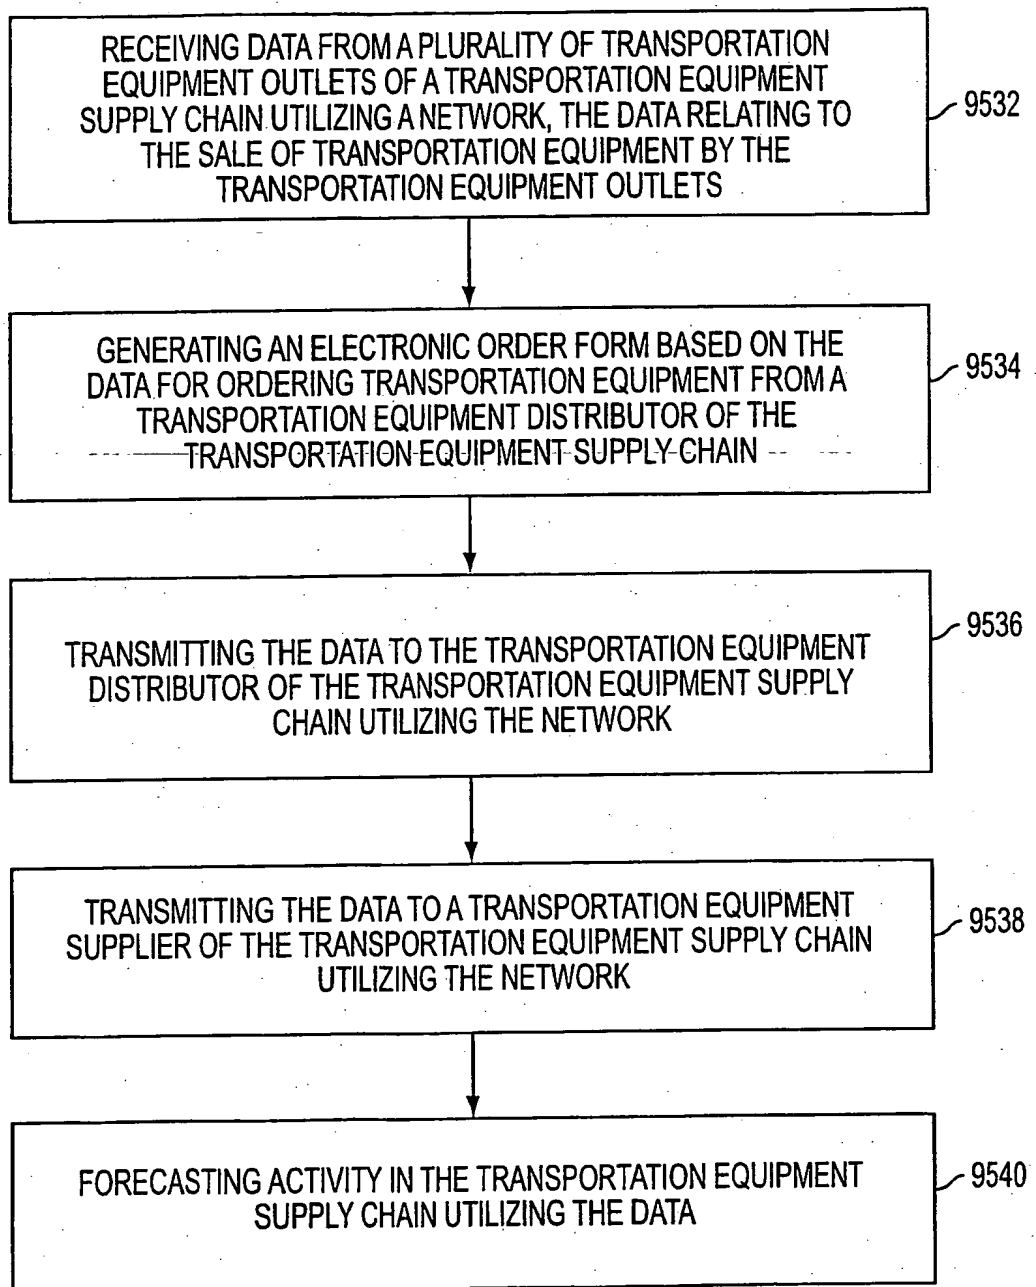 RECEIVING DATA FROM A PLURALITY OF TRANSPORTATION
EQUIPMENT OUTLETS OF A TRANSPORTATION EQUIPMENT
SUPPLY CHAIN UTILIZING A NETWORK, THE DATA RELATING TO
THE SALE OF TRANSPORTATION EQUIPMENT BY THE
TRANSPORTATION EQUIPMENT OUTLETS
9532
GENERATING AN ELECTRONIC ORDER FORM BASED ON THE
DATA FOR ORDERING TRANSPORTATION EQUIPMENT FROM A
TRANSPORTATION EQUIPMENT DISTRIBUTOR OF THE
TRANSPORTATION EQUIPMENT SUPPLY CHAIN
9534
TRANSMITTING THE DATA TO THE TRANSPORTATION EQUIPMENT
DISTRIBUTOR OF THE TRANSPORTATION EQUIPMENT SUPPLY
CHAIN UTILIZING THE NETWORK
9536
TRANSMITTING THE DATA TO A TRANSPORTATION EQUIPMENT
SUPPLIER OF THE TRANSPORTATION EQUIPMENT SUPPLY CHAIN
UTILIZING THE NETWORK
9538
FORECASTING ACTIVITY IN THE TRANSPORTATION EQUIPMENT
SUPPLY CHAIN UTILIZING THE DATA
9540